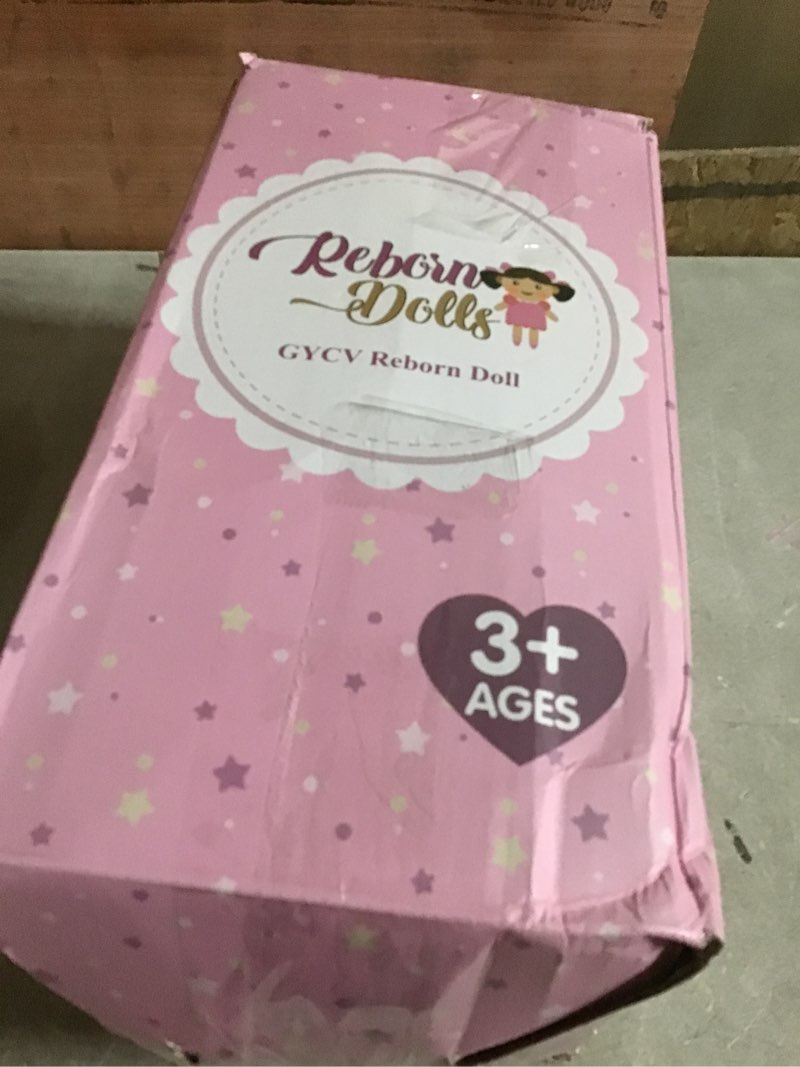 Reborn
Dolls
GYCV Reborn Doll
3+
AGES